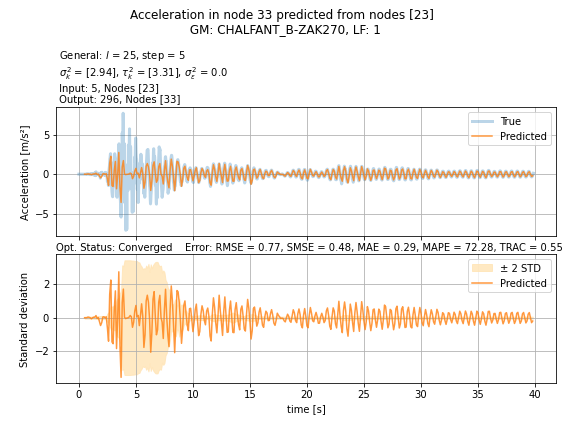 Acceleration in node 33 predicted from nodes [23]
GM: CHALFANT_B-ZAK270, LF: 1
General: l = 25, step = 5
σ²ₖ = [2.94], τ²ₖ = [3.31], σ²ε = 0.0
Input: 5, Nodes [23]
Output: 296, Nodes [33]
True
Predicted
Acceleration [m/s²]
5
0
−5
Opt. Status: Converged    Error: RMSE = 0.77, SMSE = 0.48, MAE = 0.29, MAPE = 72.28, TRAC = 0.55
± 2 STD
Predicted
Standard deviation
2
0
−2
0 5 10 15 20 25 30 35 40
time [s]